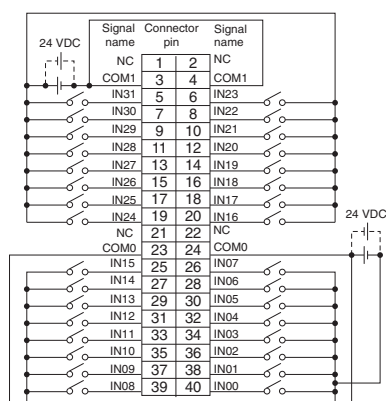 Signal name Connector pin Signal name
24 VDC
NC 1 2 NC
COM1 3 4 COM1
IN31 5 6 IN23
IN30 7 8 IN22
IN29 9 10 IN21
IN28 11 12 IN20
IN27 13 14 IN19
IN26 15 16 IN18
IN25 17 18 IN17
IN24 19 20 IN16
24 VDC
NC 21 22 NC
COM0 23 24 COM0
IN15 25 26 IN07
IN14 27 28 IN06
IN13 29 30 IN05
IN12 31 32 IN04
IN11 33 34 IN03
IN10 35 36 IN02
IN09 37 38 IN01
IN08 39 40 IN00